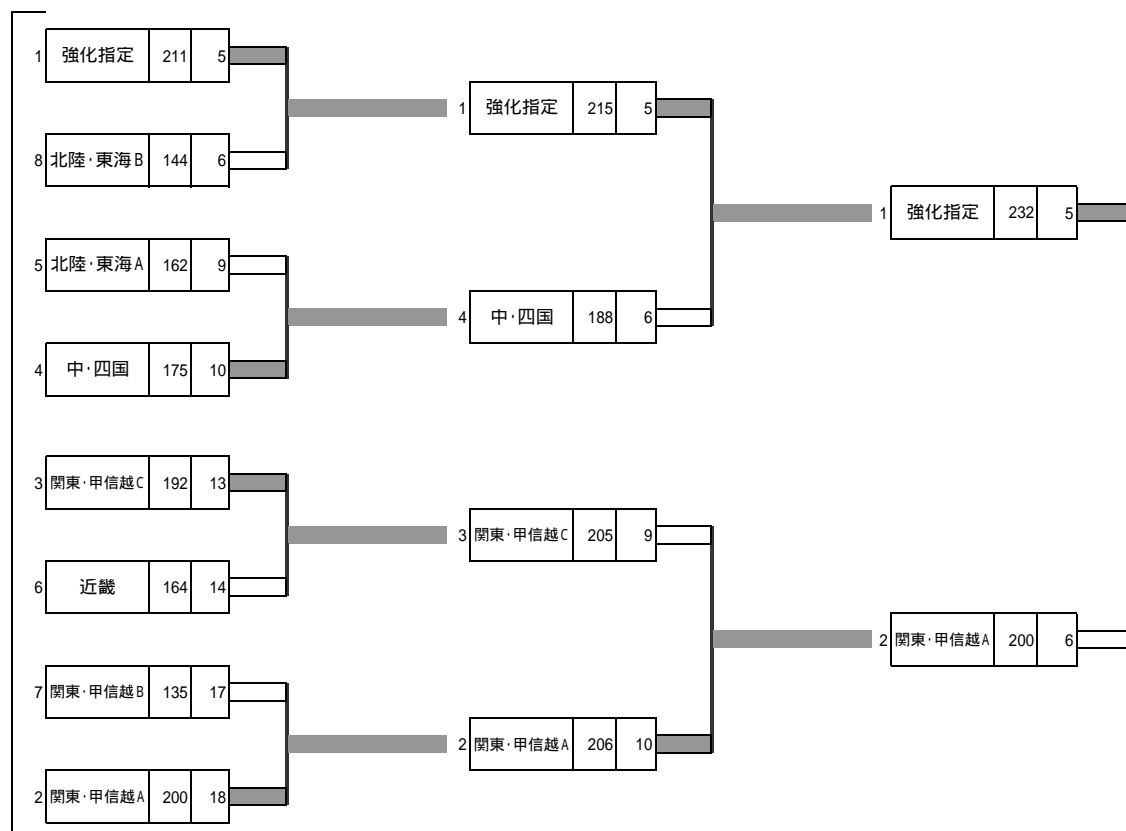 1 強化指定 211 5
8 北陸・東海B 144 6
5 北陸・東海A 162 9
4 中・四国 175 10
3 関東・甲信越C 192 13
6 近畿 164 14
7 関東・甲信越B 135 17
2 関東・甲信越A 200 18
1 強化指定 215 5
4 中・四国 188 6
3 関東・甲信越C 205 9
2 関東・甲信越A 206 10
1 強化指定 232 5
2 関東・甲信越A 200 6